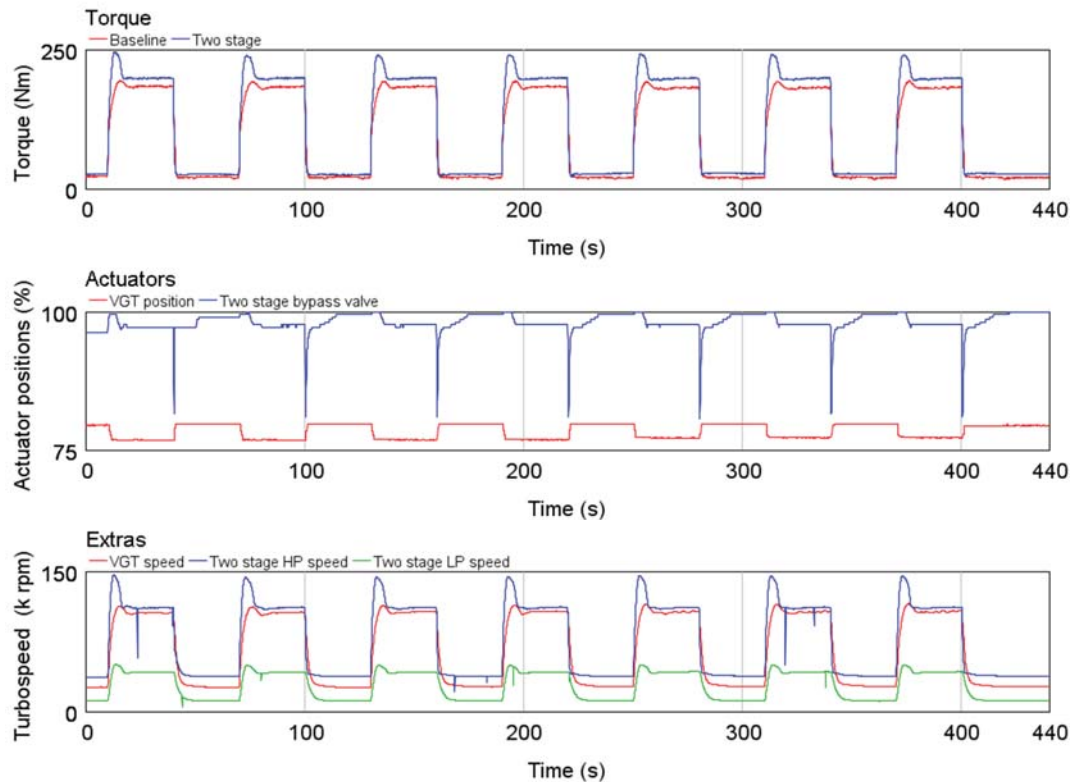 Torque
Baseline Two stage
250
Torque (Nm)
0
0 100 200 300 400 440
Time (s)
Actuators
VGT position Two stage bypass valve
100
Actuator positions (%)
75
0 100 200 300 400 440
Time (s)
Extras
VGT speed Two stage HP speed Two stage LP speed
150
Turbospeed (k rpm)
0
0 100 200 300 400 440
Time (s)